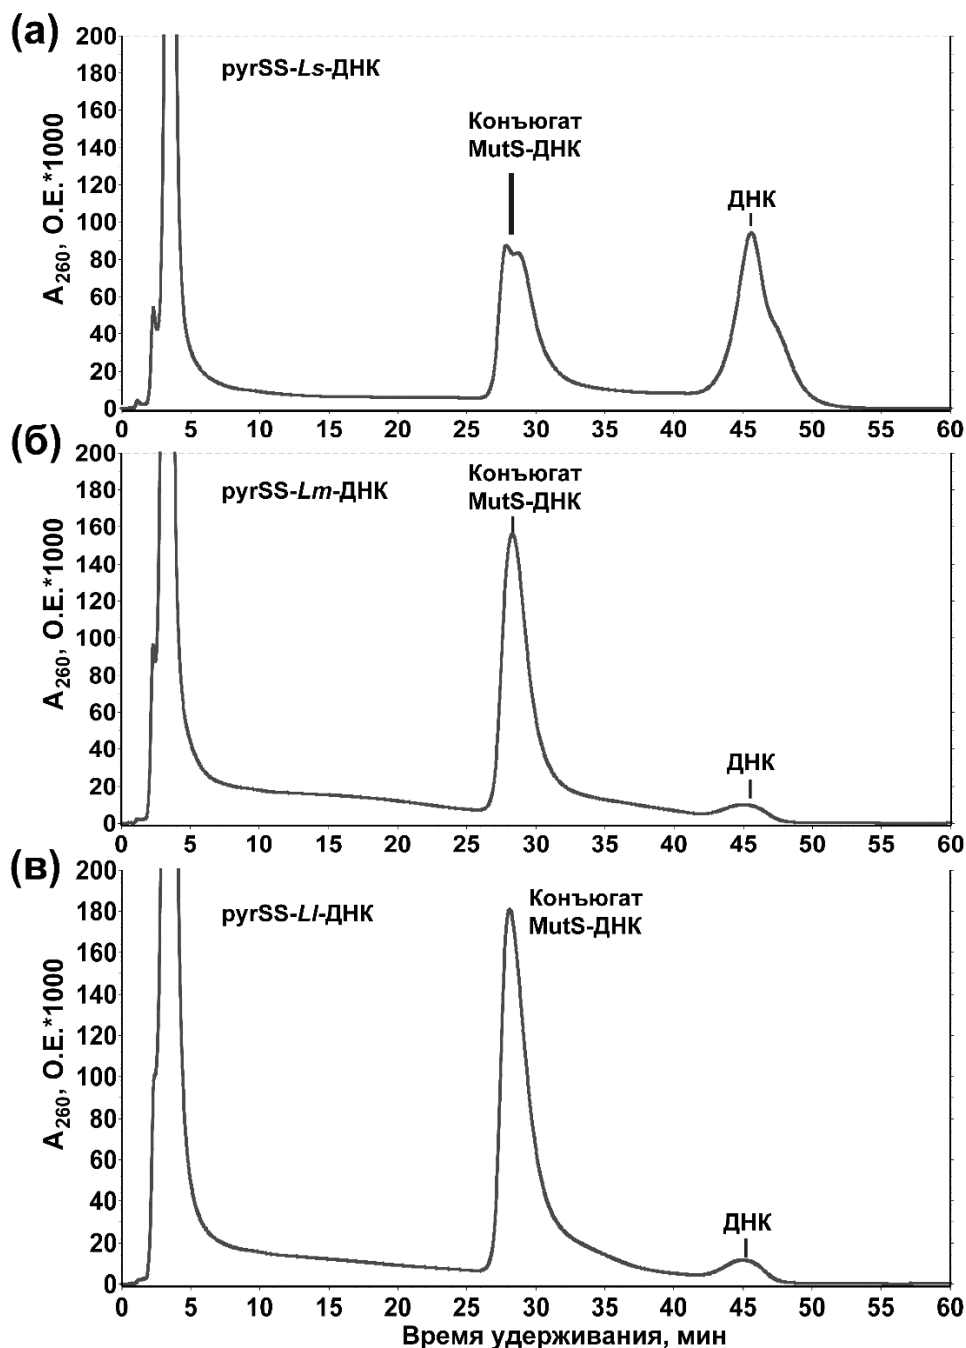 (а)
200
180
160
140
120
100
80
60
40
20
0
A260, О.Е.*1000
pyrSS-Ls-ДНК
Конъюгат
MutS-ДНК
ДНК
0 5 10 15 20 25 30 35 40 45 50 55 60
(б)
200
180
160
140
120
100
80
60
40
20
0
A260, О.Е.*1000
pyrSS-Lm-ДНК
Конъюгат
MutS-ДНК
ДНК
0 5 10 15 20 25 30 35 40 45 50 55 60
(в)
200
180
160
140
120
100
80
60
40
20
0
A260, О.Е.*1000
pyrSS-Ll-ДНК
Конъюгат
MutS-ДНК
ДНК
0 5 10 15 20 25 30 35 40 45 50 55 60
Время удерживания, мин